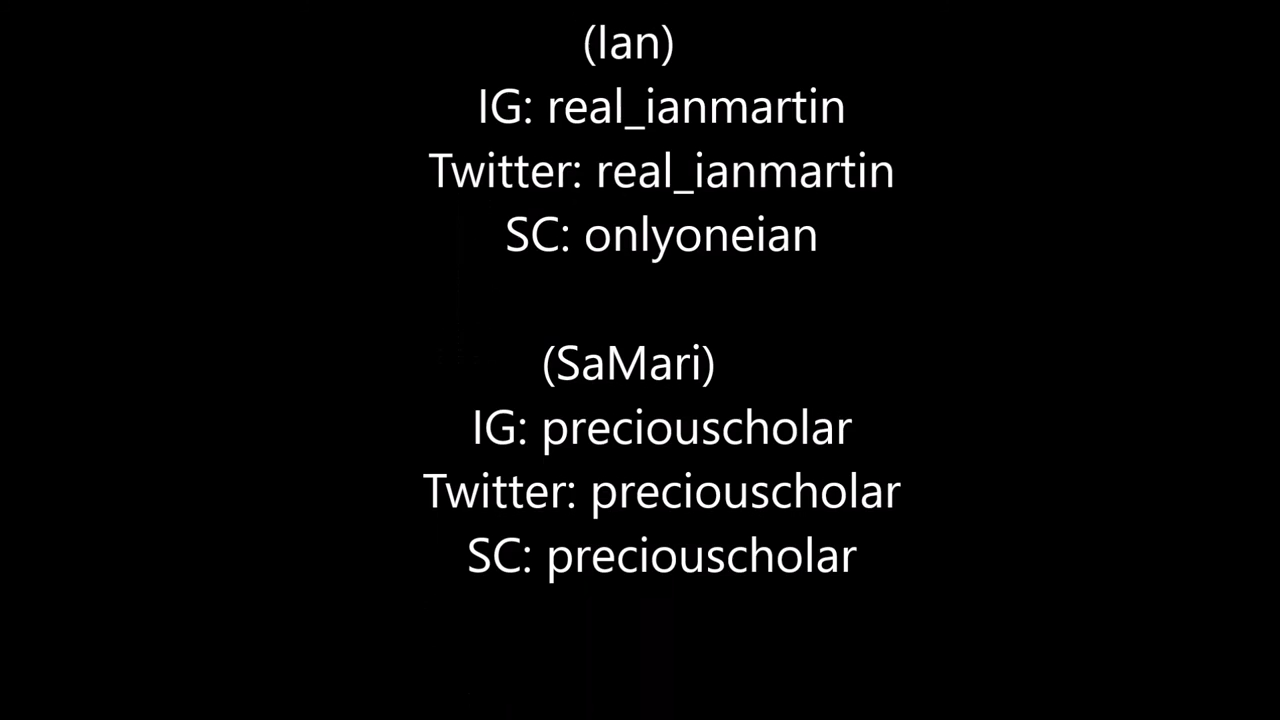 (Ian)
IG: real_ianmartin
Twitter: real_ianmartin
SC: onlyoneian
(SaMari)
IG: preciouscholar
Twitter: preciouscholar
SC: preciouscholar